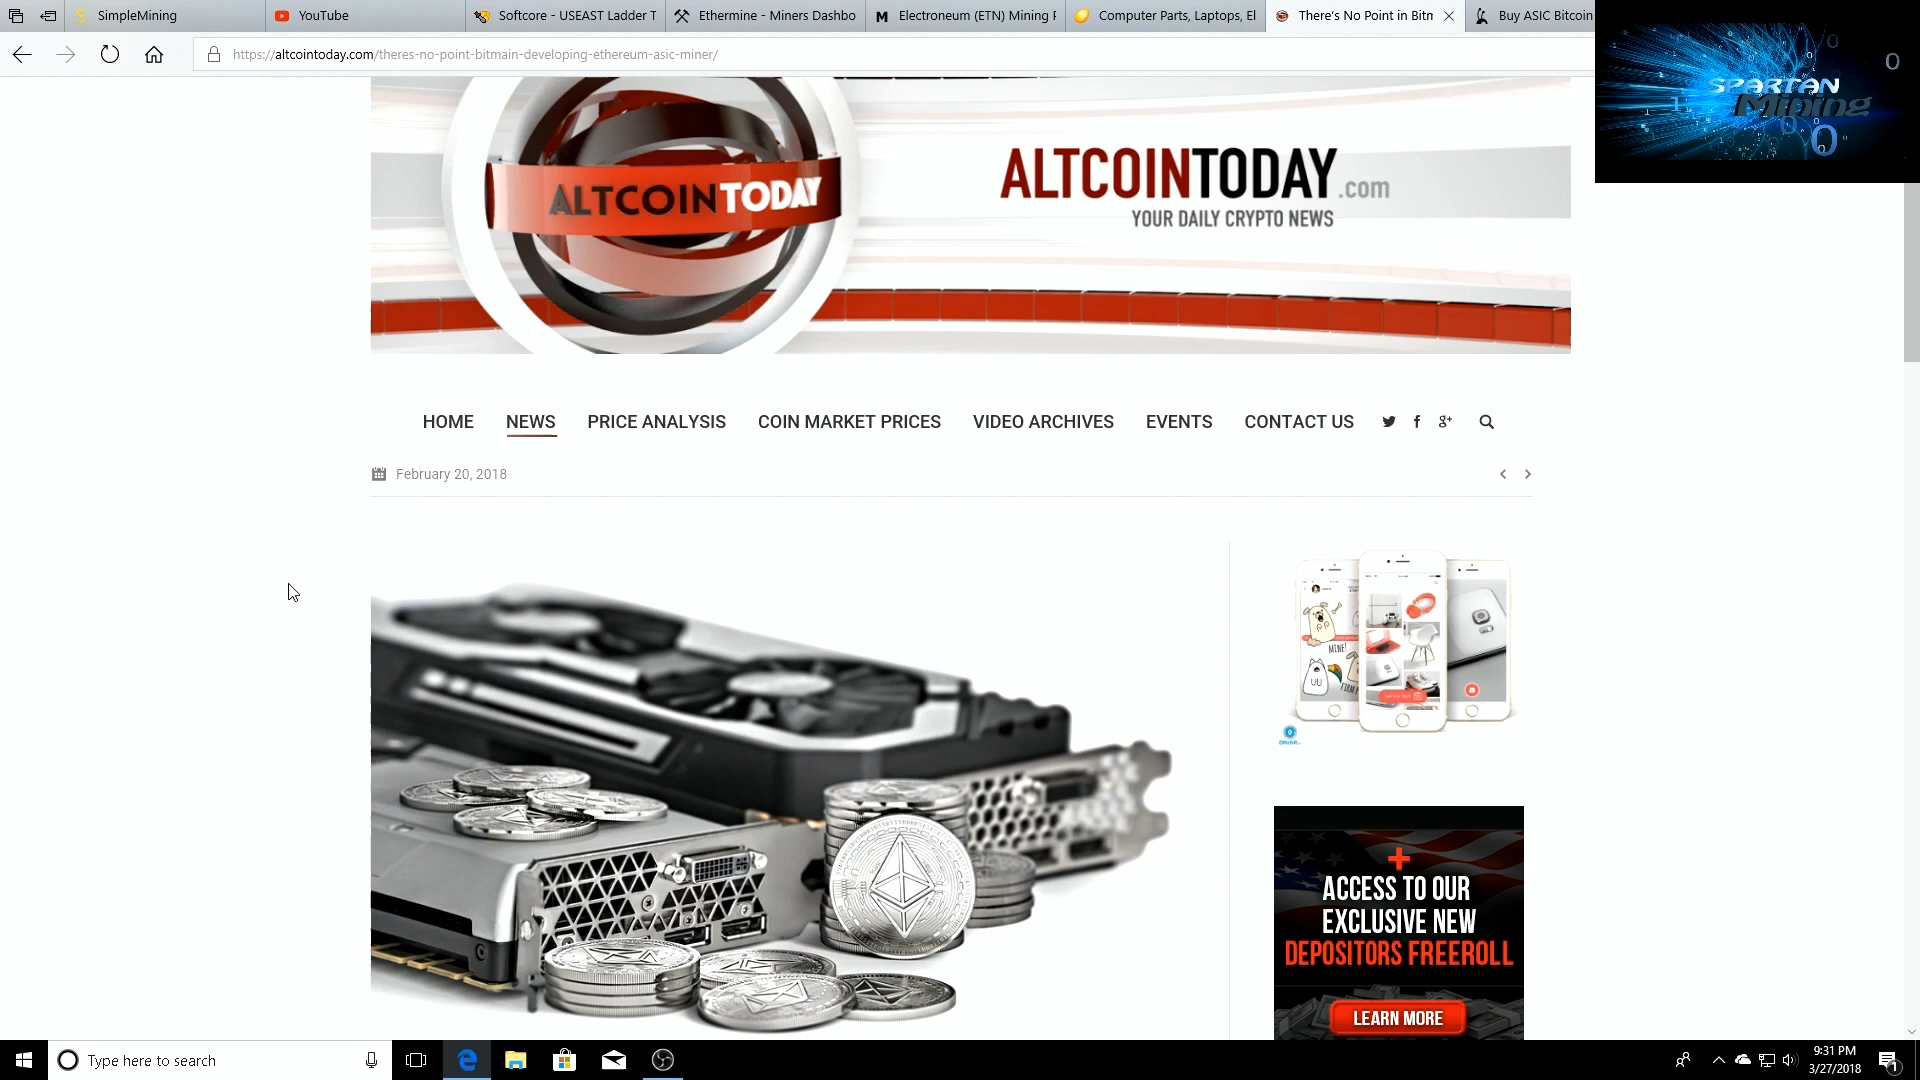 SimpleMining
YouTube
Softcore - USEAST Ladder T
Ethermine - Miners Dashbo
Electroneum (ETN) Mining P
Computer Parts, Laptops, El
There's No Point in Bitm
Buy ASIC Bitcoin
https://altcointoday.com/theres-no-point-bitmain-developing-ethereum-asic-miner/
SPARTAN
Mining
ALTCOINTODAY
ALTCOINTODAY.com
YOUR DAILY CRYPTO NEWS
HOME
NEWS
PRICE ANALYSIS
COIN MARKET PRICES
VIDEO ARCHIVES
EVENTS
CONTACT US
February 20, 2018
MINE!
ACCESS TO OUR
EXCLUSIVE NEW
DEPOSITORS FREEROLL
LEARN MORE
Type here to search
9:31 PM
3/27/2018
1